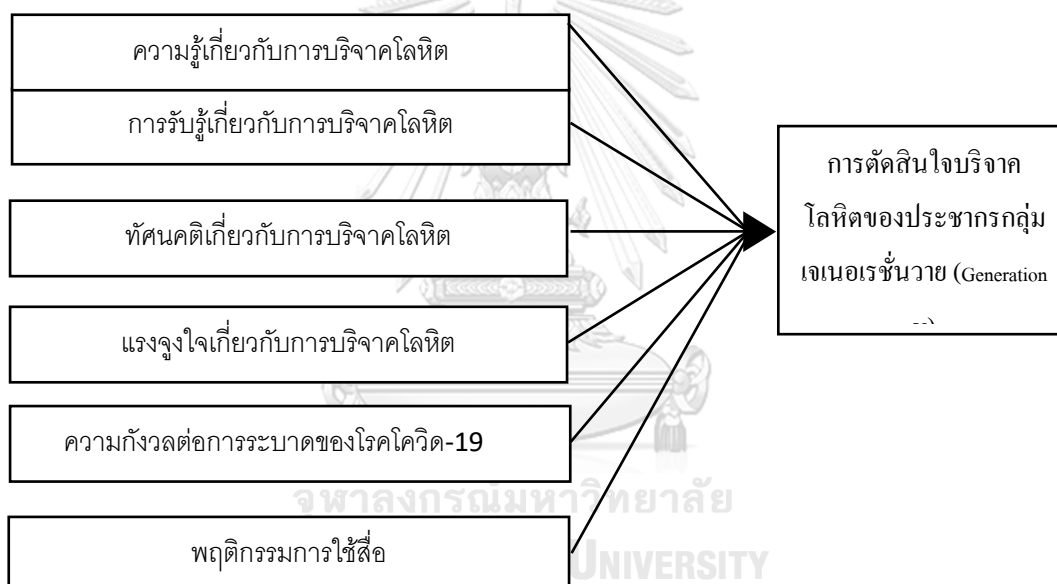 ความรู้เกี่ยวกับการบริจาคโลหิต
การรับรู้เกี่ยวกับการบริจาคโลหิต
ทัศนคติเกี่ยวกับการบริจาคโลหิต
แรงจูงใจเกี่ยวกับการบริจาคโลหิต
ความกังวลต่อการระบาดของโรคโควิด-19
พฤติกรรมการใช้สื่อ
การตัดสินใจบริจาค
โลหิตของประชากรกลุ่ม
เจเนอเรชั่นวาย (Generation
จุฬาลงกรณ์มหาวิทยาลัย
UNIVERSITY